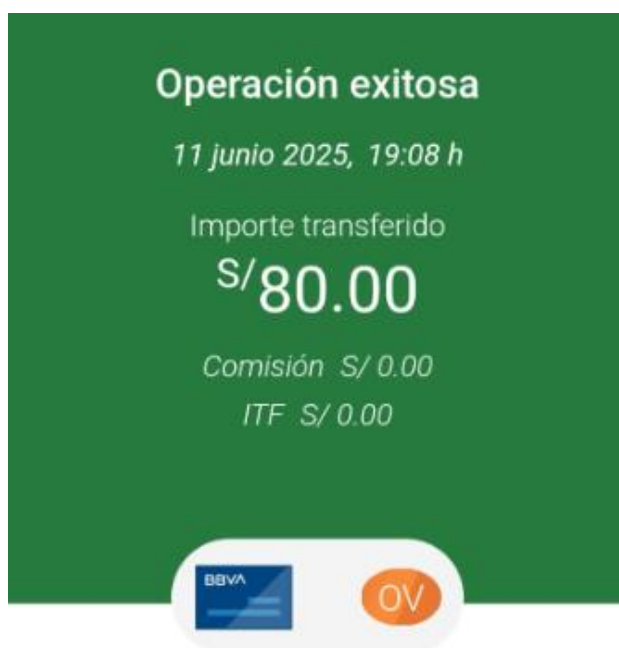 Operación exitosa
11 junio 2025, 19:08 h
Importe transferido
S/80.00
Comisión S/ 0.00
ITF S/ 0.00
BBVA OV